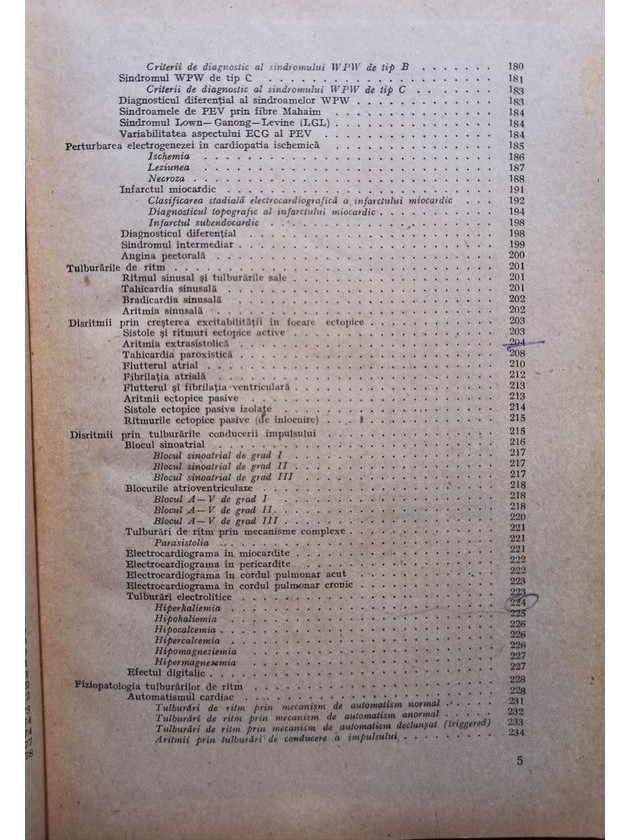 Criterii de diagnostic al sindromului WPW de tip B . . . . . . . 180
Sindromul WPW de tip C . . . . . . . 181
Criterii de diagnostic al sindromului WPW de tip C . . . . . . . 183
Diagnosticul diferențial al sindroamelor WPW . . . . . . . 183
Sindroamele de PEV prin fibre Mahaim . . . . . . . 184
Sindromul Lown—Ganong—Levine (LGL) . . . . . . . 184
Variabilitatea aspectului ECG al PEV . . . . . . . 184
Perturbarea electrogenezei în cardiopatia ischemică . . . . . . . 185
Ischemia . . . . . . . 186
Leziunea . . . . . . . 187
Necroza . . . . . . . 188
Infarctul miocardic . . . . . . . 191
Clasificarea stadială electrocardiografică a infarctului miocardic 192
Diagnosticul topografic al infarctului miocardic . . . . . . . 194
Infarctul subendocardic . . . . . . . 198
Diagnosticul diferențial . . . . . . . 198
Sindromul intermediar . . . . . . . 199
Angina pectorală . . . . . . . 200
Tulburările de ritm . . . . . . . 201
Ritmul sinusal și tulburările sale . . . . . . . 201
Tahicardia sinusală . . . . . . . 201
Bradicardia sinusală . . . . . . . 202
Aritmia sinusală . . . . . . . 202
Disritmii prin creșterea excitabilității în focare ectopice . . . . . . . 203
Sistole și ritmuri ectopice active . . . . . . . 203
Aritmia extrasistolică . . . . . . . 204
Tahicardia paroxistică . . . . . . . 208
Flutterul atrial . . . . . . . 210
Fibrilația atrială . . . . . . . 212
Flutterul și fibrilația ventriculară . . . . . . . 213
Aritmii ectopice pasive . . . . . . . 213
Sistole ectopice pasive izolate . . . . . . . 214
Ritmurile ectopice pasive (de înlocuire) . . . . . . . 215
Disritmii prin tulburările conducerii impulsului . . . . . . . 215
Blocul sinoatrial . . . . . . . 216
Blocul sinoatrial de grad I . . . . . . . 217
Blocul sinoatrial de grad II . . . . . . . 217
Blocul sinoatrial de grad III . . . . . . . 217
Blocurile atrioventriculare . . . . . . . 218
Blocul A—V de grad I . . . . . . . 218
Blocul A—V de grad II . . . . . . . 218
Blocul A—V de grad III . . . . . . . 220
Tulburări de ritm prin mecanisme complexe . . . . . . . 221
Parasistolia . . . . . . . 221
Electrocardiograma în miocardite . . . . . . . 221
Electrocardiograma în pericardite . . . . . . . 222
Electrocardiograma în cordul pulmonar acut . . . . . . . 222
Electrocardiograma în cordul pulmonar cronic . . . . . . . 223
Tulburări electrolitice . . . . . . . 223
Hiperkaliemia . . . . . . . 224
Hipokaliemia . . . . . . . 225
Hipocalcemia . . . . . . . 226
Hipercalcemia . . . . . . . 226
Hipomagneziemia . . . . . . . 226
Hipermagnezemia . . . . . . . 227
Efectul digitalic . . . . . . . 227
Fiziopatologia tulburărilor de ritm . . . . . . . 228
Automatismul cardiac . . . . . . . 228
Tulburări de ritm prin mecanism de automatism normal . . . . . . . 231
Tulburări de ritm prin mecanism de automatism anormal . . . . . . . 232
Tulburări de ritm prin mecanism de automatism declanșat (triggered) 233
Aritmii prin tulburări de conducere a impulsului . . . . . . . 234
5